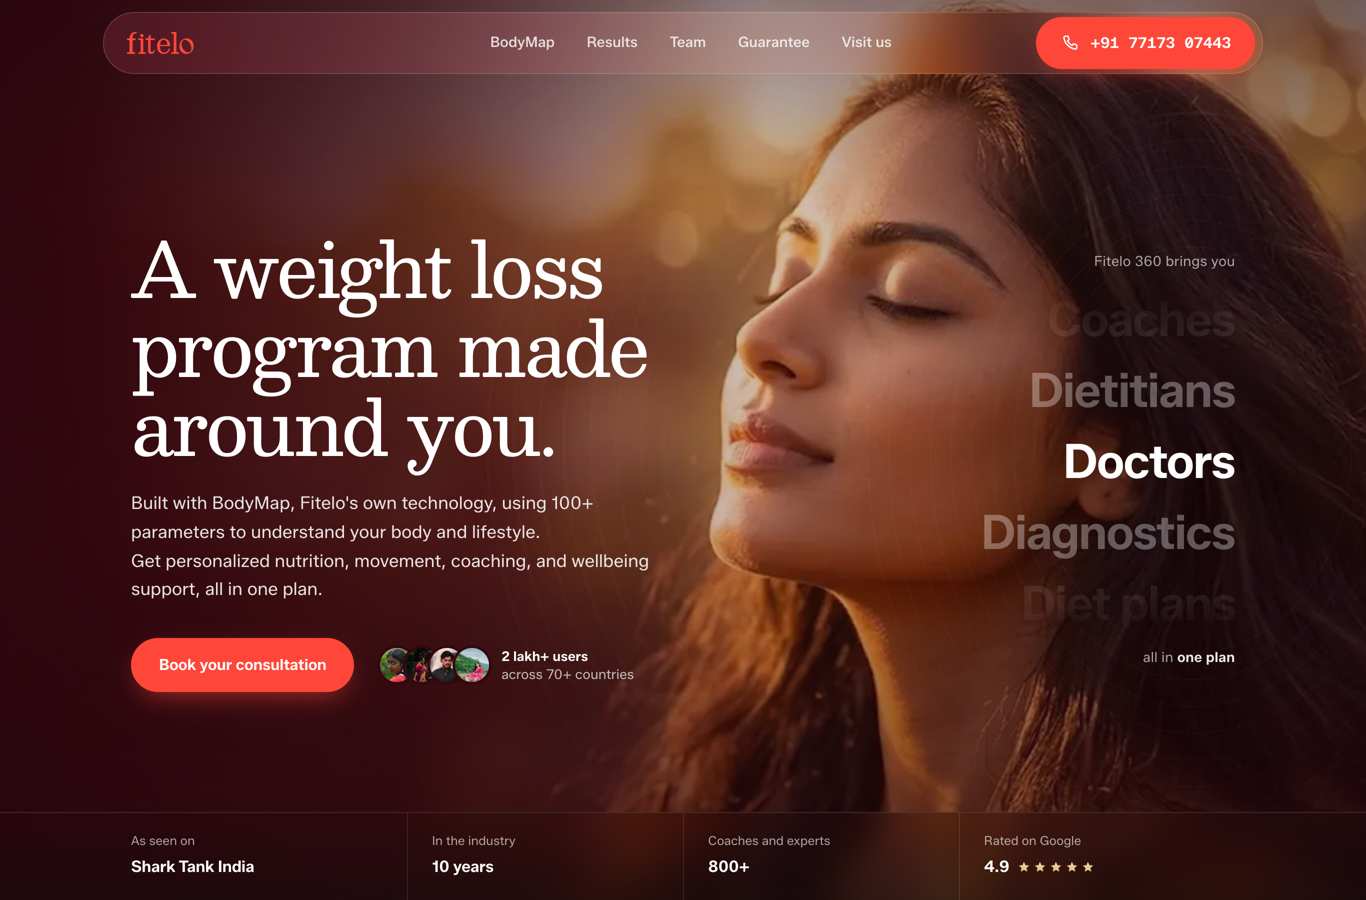 fitelo
BodyMap
Results
Team
Guarantee
Visit us
+91 77173 07443
A weight loss
program made
around you.
Built with BodyMap, Fitelo's own technology, using 100+
parameters to understand your body and lifestyle.
Get personalized nutrition, movement, coaching, and wellbeing
support, all in one plan.
Book your consultation
2 lakh+ users
across 70+ countries
Fitelo 360 brings you
Coaches
Dietitians
Doctors
Diagnostics
Diet plans
all in one plan
As seen on
Shark Tank India
In the industry
10 years
Coaches and experts
800+
Rated on Google
4.9 ★★★★★